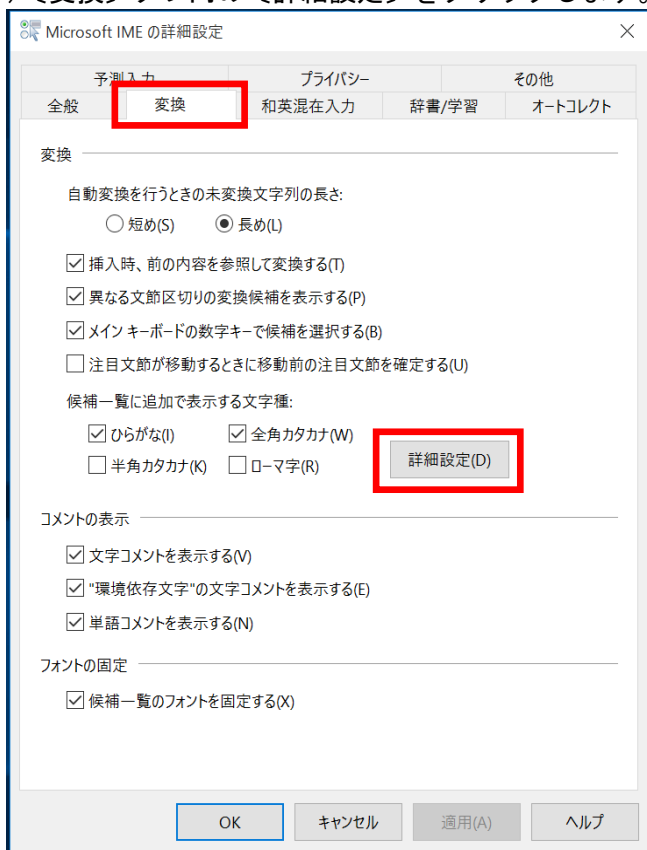 Microsoft IME の詳細設定
予測入力 プライバシー その他
全般 変換 和英混在入力 辞書/学習 オートコレクト
変換
自動変換を行うときの未変換文字列の長さ:
短め(S) 長め(L)
挿入時、前の内容を参照して変換する(T)
異なる文節区切りの変換候補を表示する(P)
メイン キーボードの数字キーで候補を選択する(B)
注目文節が移動するときに移動前の注目文節を確定する(U)
候補一覧に追加で表示する文字種:
ひらがな(I) 全角カタカナ(W)
半角カタカナ(K) ローマ字(R) 詳細設定(D)
コメントの表示
文字コメントを表示する(V)
"環境依存文字"の文字コメントを表示する(E)
単語コメントを表示する(N)
フォントの固定
候補一覧のフォントを固定する(X)
OK キャンセル 適用(A) ヘルプ